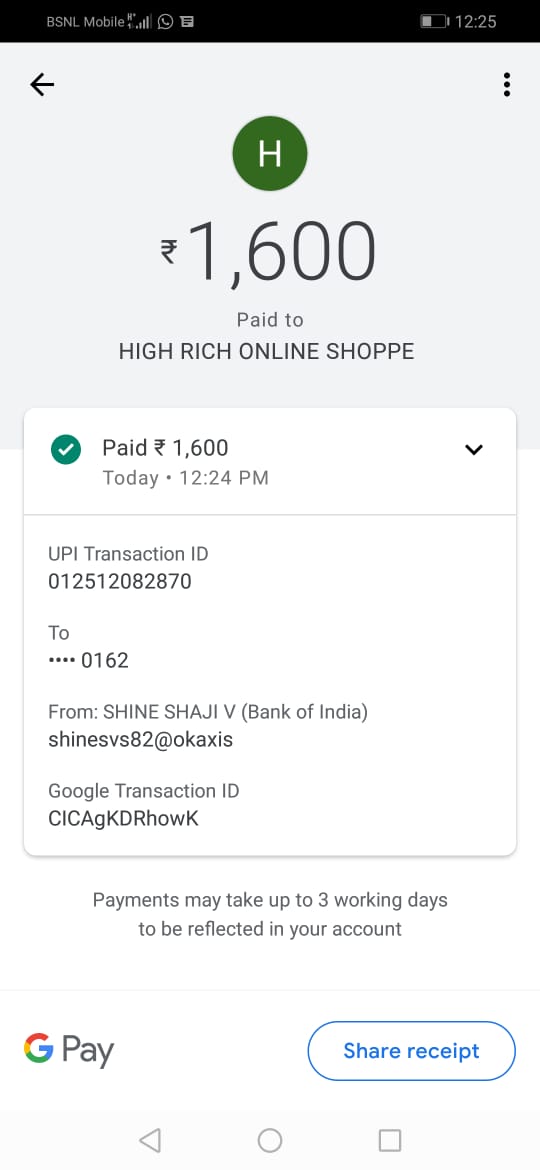 BSNL Mobile 12:25
H
₹1,600
Paid to
HIGH RICH ONLINE SHOPPE
Paid ₹ 1,600
Today • 12:24 PM
UPI Transaction ID
012512082870
To
•••• 0162
From: SHINE SHAJI V (Bank of India)
shinesvs82@okaxis
Google Transaction ID
CICAgKDRhowK
Payments may take up to 3 working days
to be reflected in your account
G Pay Share receipt